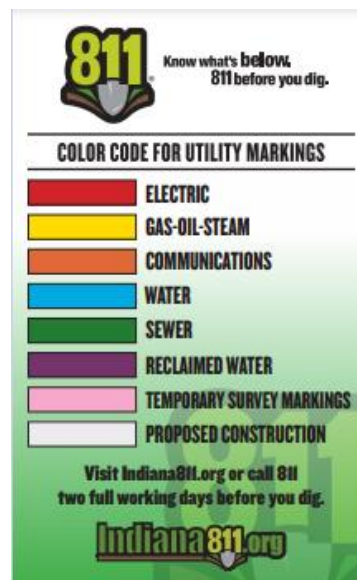 811
Know what's below.
811 before you dig.
COLOR CODE FOR UTILITY MARKINGS
ELECTRIC
GAS-OIL-STEAM
COMMUNICATIONS
WATER
SEWER
RECLAIMED WATER
TEMPORARY SURVEY MARKINGS
PROPOSED CONSTRUCTION
811
Visit Indiana811.org or call 811
two full working days before you dig.
Indiana811.org